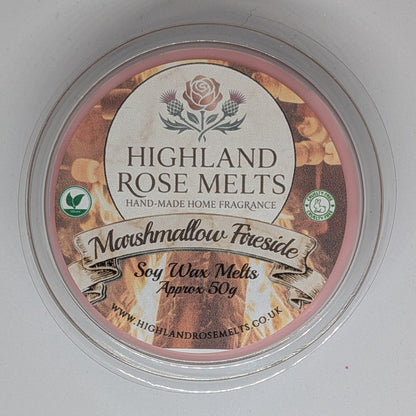 HIGHLAND
ROSE MELTS
HAND-MADE HOME FRAGRANCE
Marshmallow Fireside
Soy Wax Melts
Approx 50g
WWW.HIGHLANDROSEMELTS.CO.UK